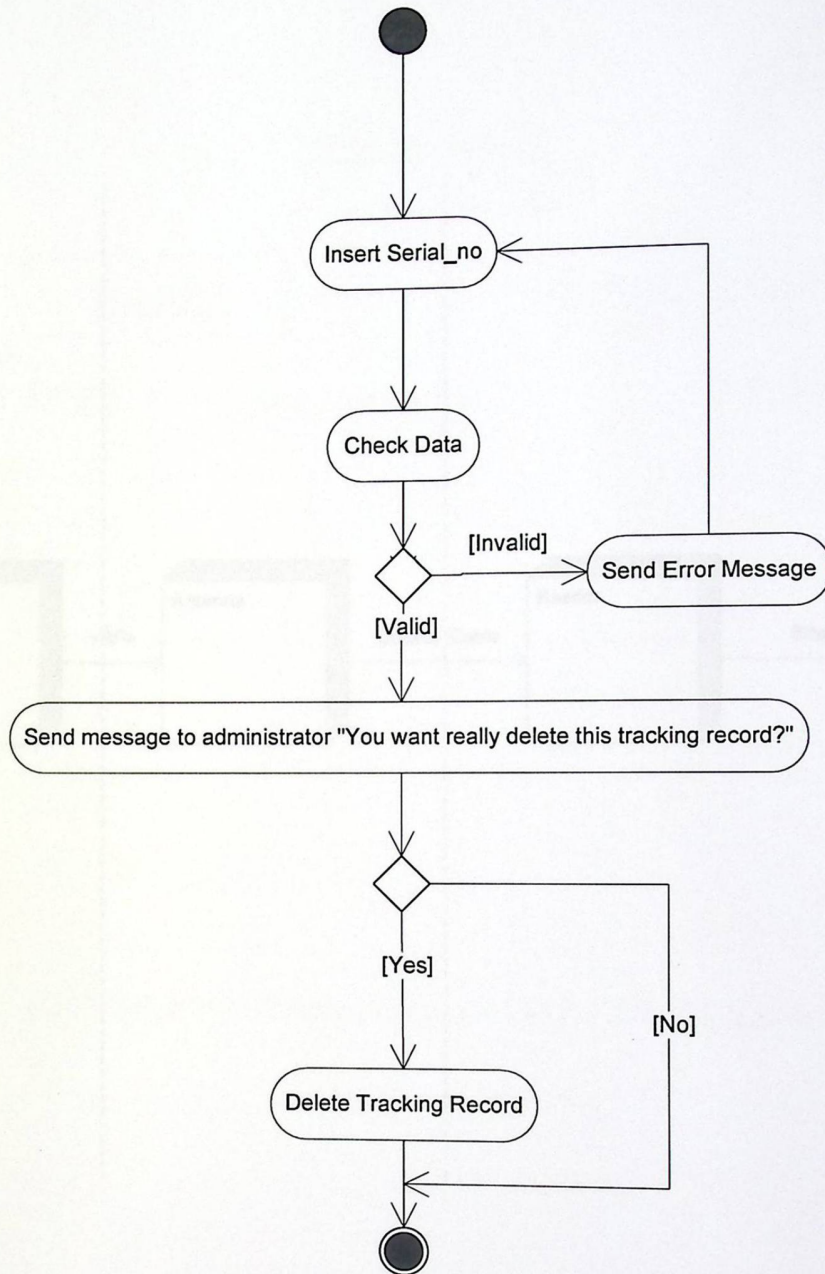 Insert Serial_no
Check Data
[Invalid]
Send Error Message
[Valid]
Send message to administrator "You want really delete this tracking record?"
[Yes]
[No]
Delete Tracking Record